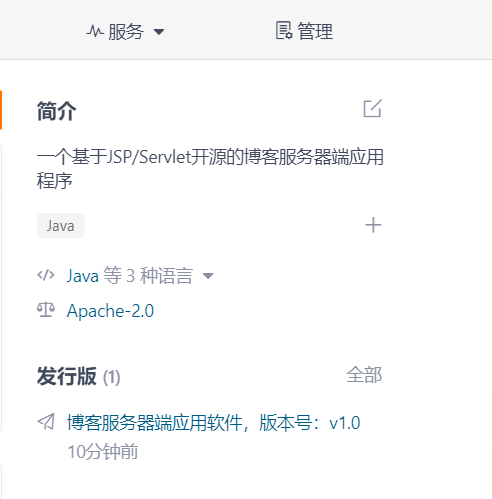 服务
管理
简介
一个基于JSP/Servlet开源的博客服务器端应用
程序
Java
Java 等 3 种语言
Apache-2.0
发行版 (1)
全部
博客服务器端应用软件，版本号：v1.0
10分钟前